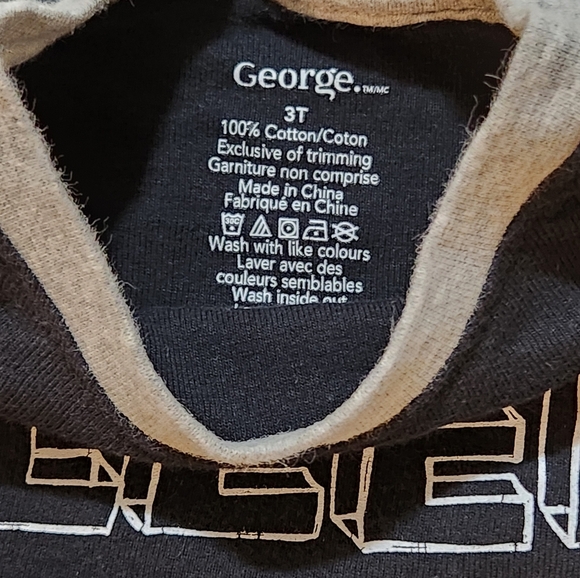 George.™/MC
3T
100% Cotton/Coton
Exclusive of trimming
Garniture non comprise
Made in China
Fabriqué en Chine
30C
Wash with like colours
Laver avec des
couleurs semblables
Wash inside out